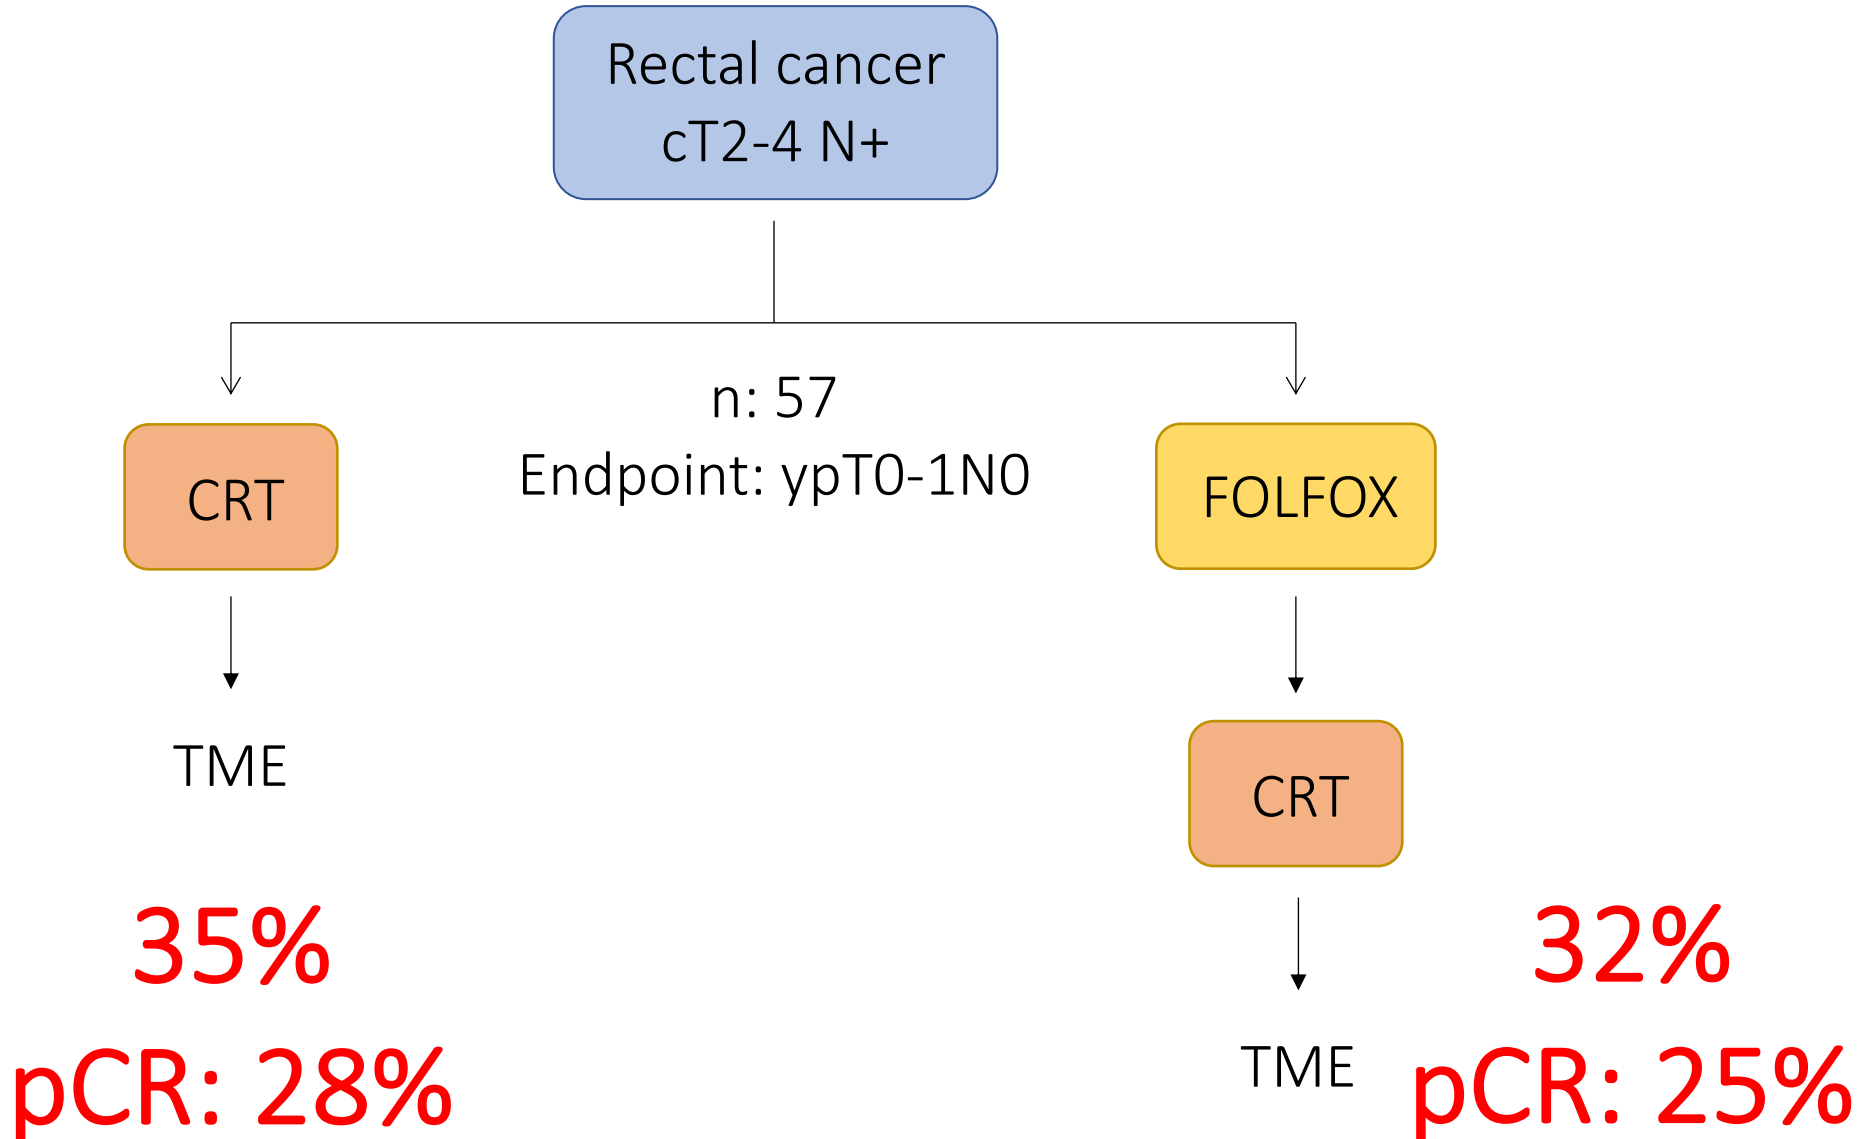 Rectal cancer
cT2-4 N+
n: 57
Endpoint: ypT0-1N0
CRT
FOLFOX
TME
CRT
35%
pCR: 28%
TME
32%
pCR: 25%